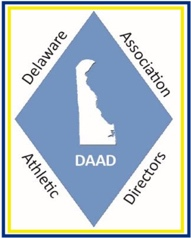 Delaware
Association
DAAD
Athletic
Directors